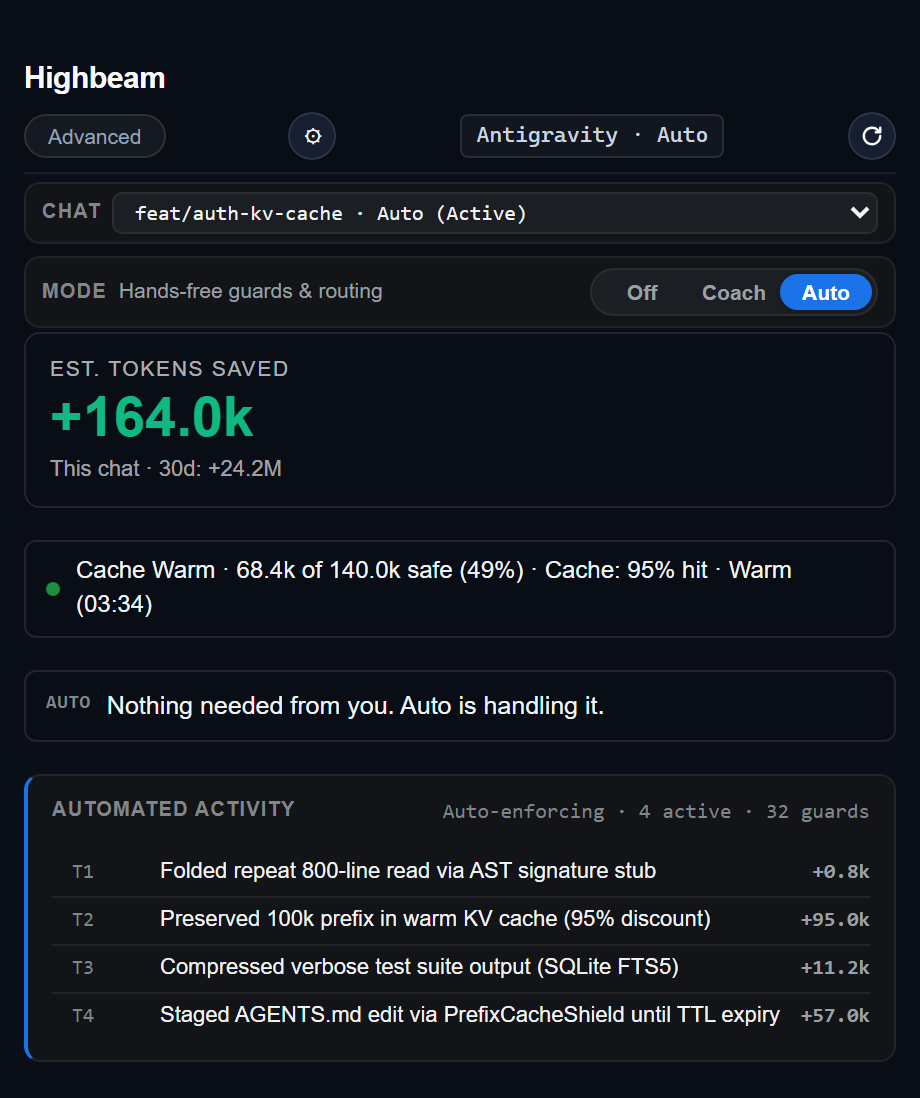 Highbeam
Advanced
Antigravity · Auto
CHAT feat/auth-kv-cache · Auto (Active)
MODE Hands-free guards & routing Off Coach Auto
EST. TOKENS SAVED
+164.0k
This chat · 30d: +24.2M
Cache Warm · 68.4k of 140.0k safe (49%) · Cache: 95% hit · Warm
(03:34)
AUTO Nothing needed from you. Auto is handling it.
AUTOMATED ACTIVITY Auto-enforcing · 4 active · 32 guards
T1 Folded repeat 800-line read via AST signature stub +0.8k
T2 Preserved 100k prefix in warm KV cache (95% discount) +95.0k
T3 Compressed verbose test suite output (SQLite FTS5) +11.2k
T4 Staged AGENTS.md edit via PrefixCacheShield until TTL expiry +57.0k